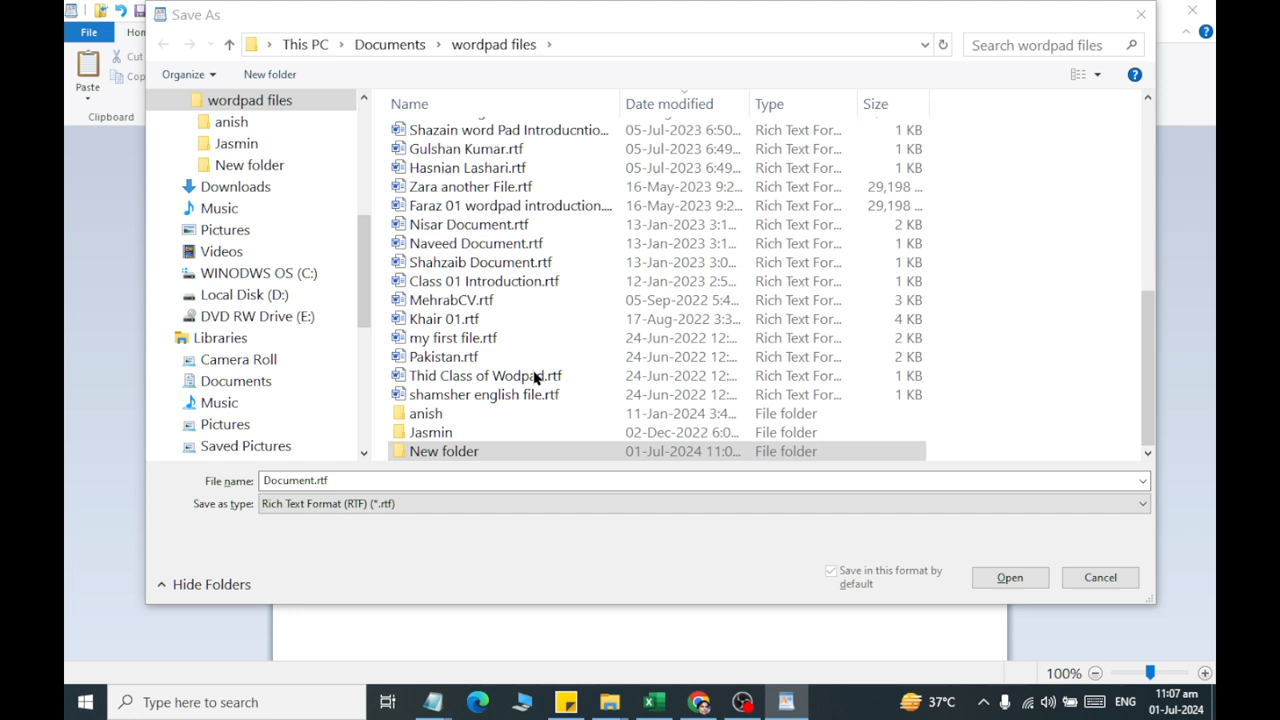 Save As
File
Hom
Cut
Cop
Paste
Clipboard
This PC
Documents
wordpad files
Search wordpad files
Organize
New folder
wordpad files
anish
Jasmin
New folder
Downloads
Music
Pictures
Videos
WINODWS OS (C:)
Local Disk (D:)
DVD RW Drive (E:)
Libraries
Camera Roll
Documents
Music
Pictures
Saved Pictures
Name Date modified Type Size
Shazain word Pad Introducntio... 05-Jul-2023 6:50... Rich Text For... 1 KB
Gulshan Kumar.rtf 05-Jul-2023 6:49... Rich Text For... 1 KB
Hasnian Lashari.rtf 05-Jul-2023 6:49... Rich Text For... 1 KB
Zara another File.rtf 16-May-2023 9:2... Rich Text For... 29,198 ...
Faraz 01 wordpad introduction.... 16-May-2023 9:2... Rich Text For... 29,198 ...
Nisar Document.rtf 13-Jan-2023 3:1... Rich Text For... 2 KB
Naveed Document.rtf 13-Jan-2023 3:1... Rich Text For... 1 KB
Shahzaib Document.rtf 13-Jan-2023 3:0... Rich Text For... 1 KB
Class 01 Introduction.rtf 12-Jan-2023 2:5... Rich Text For... 1 KB
MehrabCV.rtf 05-Sep-2022 5:4... Rich Text For... 3 KB
Khair 01.rtf 17-Aug-2022 3:3... Rich Text For... 4 KB
my first file.rtf 24-Jun-2022 12:... Rich Text For... 2 KB
Pakistan.rtf 24-Jun-2022 12:... Rich Text For... 2 KB
Thid Class of Wodpad.rtf 24-Jun-2022 12:... Rich Text For... 1 KB
shamsher english file.rtf 24-Jun-2022 12:... Rich Text For... 1 KB
anish 11-Jan-2024 3:4... File folder
Jasmin 02-Dec-2022 6:0... File folder
New folder 01-Jul-2024 11:0... File folder
File name: Document.rtf
Save as type: Rich Text Format (RTF) (*.rtf)
Save in this format by
default
Hide Folders
Open
Cancel
100%
Type here to search
37°C
ENG
11:07 am
01-Jul-2024